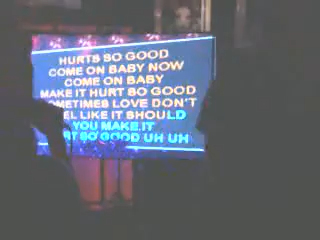 HURTS SO GOOD
COME ON BABY NOW
COME ON BABY
MAKE IT HURT SO GOOD
SOMETIMES LOVE DON'T
LIKE IT SHOULD
YOU MAKE IT
SO GOOD UH UH